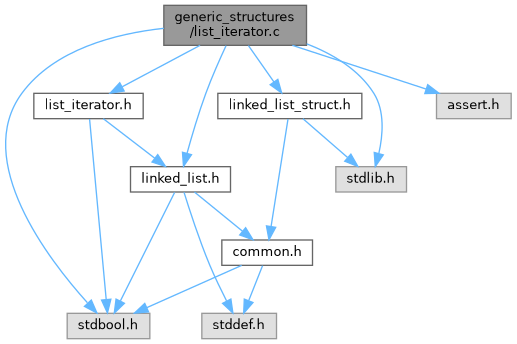 generic_structures
/list_iterator.c
list_iterator.h
linked_list_struct.h
assert.h
linked_list.h
stdlib.h
common.h
stdbool.h
stddef.h